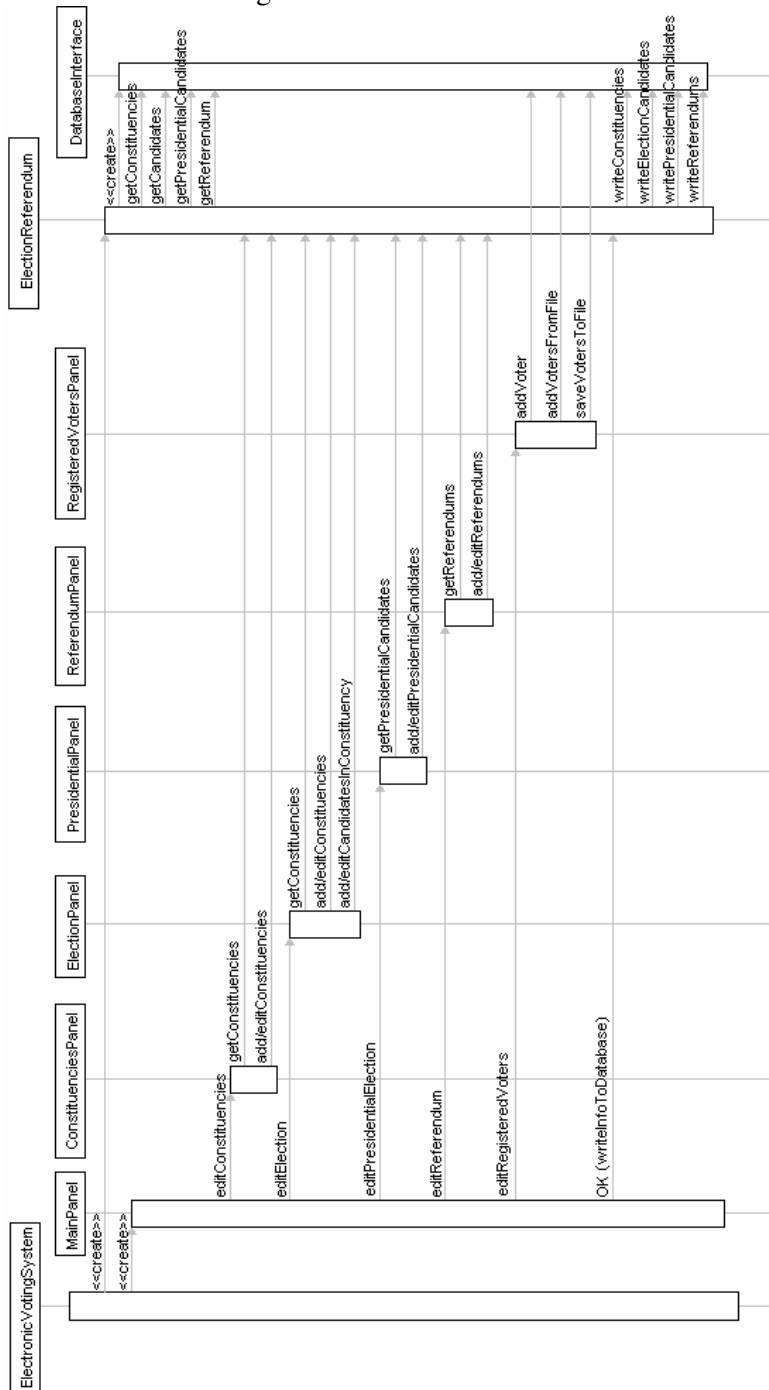 g
ElectronicVotingSystem
MainPanel
ConstituenciesPanel
ElectionPanel
PresidentialPanel
ReferendumPanel
RegisteredVotersPanel
ElectionReferendum
DatabaseInterface
<<create>>
<<create>>
<<create>>
getConstituencies
getCandidates
getPresidentialCandidates
getReferendum
editConstituencies
getConstituencies
add/editConstituencies
editElection
getConstituencies
add/editConstituencies
add/editCandidatesInConstituency
editPresidentialElection
getPresidentialCandidates
add/editPresidentialCandidates
editReferendum
getReferendums
add/editReferendums
editRegisteredVoters
addVoter
addVotersFromFile
saveVotersToFile
OK (writeInfoToDatabase)
writeConstituencies
writeElectionCandidates
writePresidentialCandidates
writeReferendums